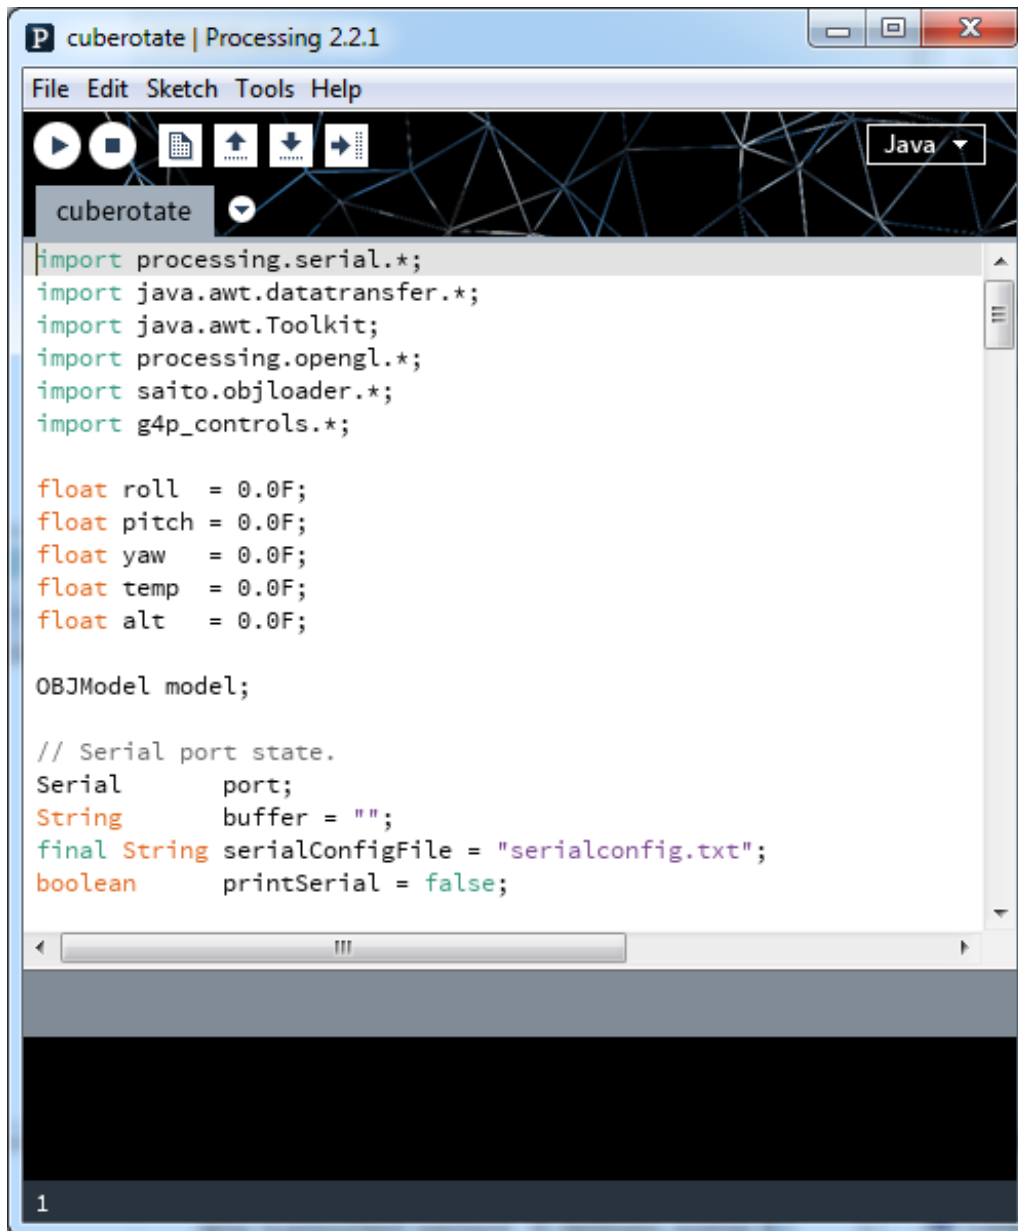 cuberotate | Processing 2.2.1
File Edit Sketch Tools Help
Java
cuberotate
import processing.serial.*;
import java.awt.datatransfer.*;
import java.awt.Toolkit;
import processing.opengl.*;
import saito.objloader.*;
import g4p_controls.*;
float roll  = 0.0F;
float pitch = 0.0F;
float yaw   = 0.0F;
float temp  = 0.0F;
float alt   = 0.0F;
OBJModel model;
// Serial port state.
Serial       port;
String       buffer = "";
final String serialConfigFile = "serialconfig.txt";
boolean      printSerial = false;
1